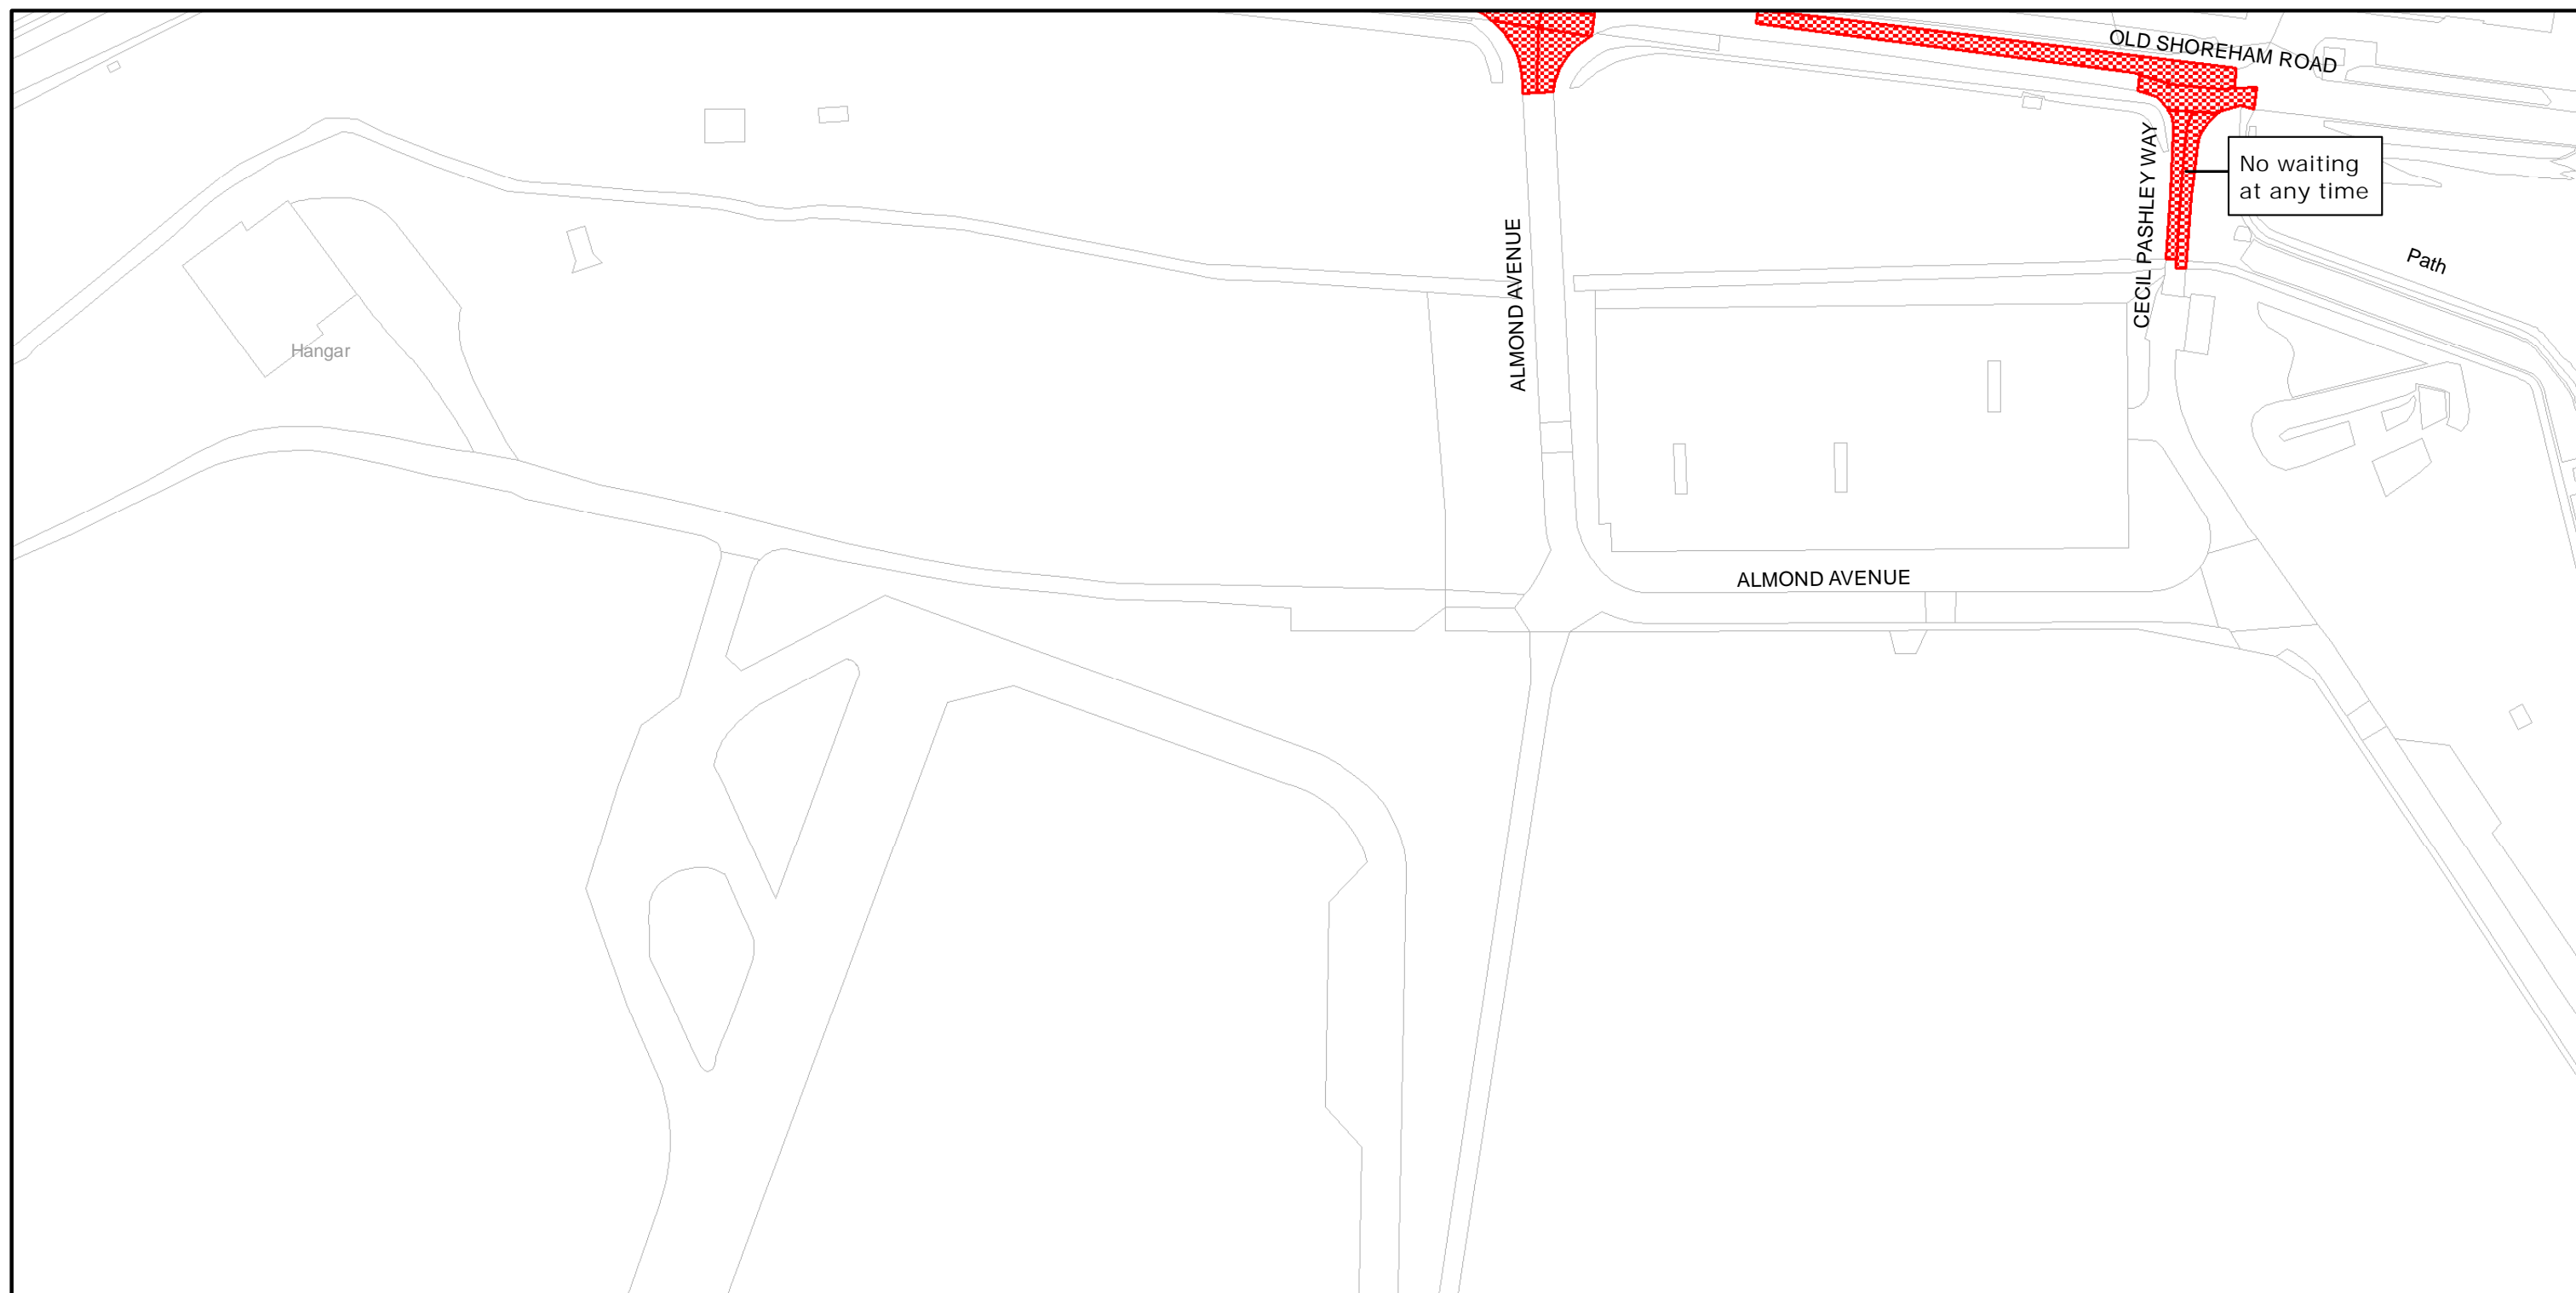 OLD SHOREHAM ROAD
CECIL PASHLEY WAY
No waiting
at any time
ALMOND AVENUE
Path
Hangar
ALMOND AVENUE